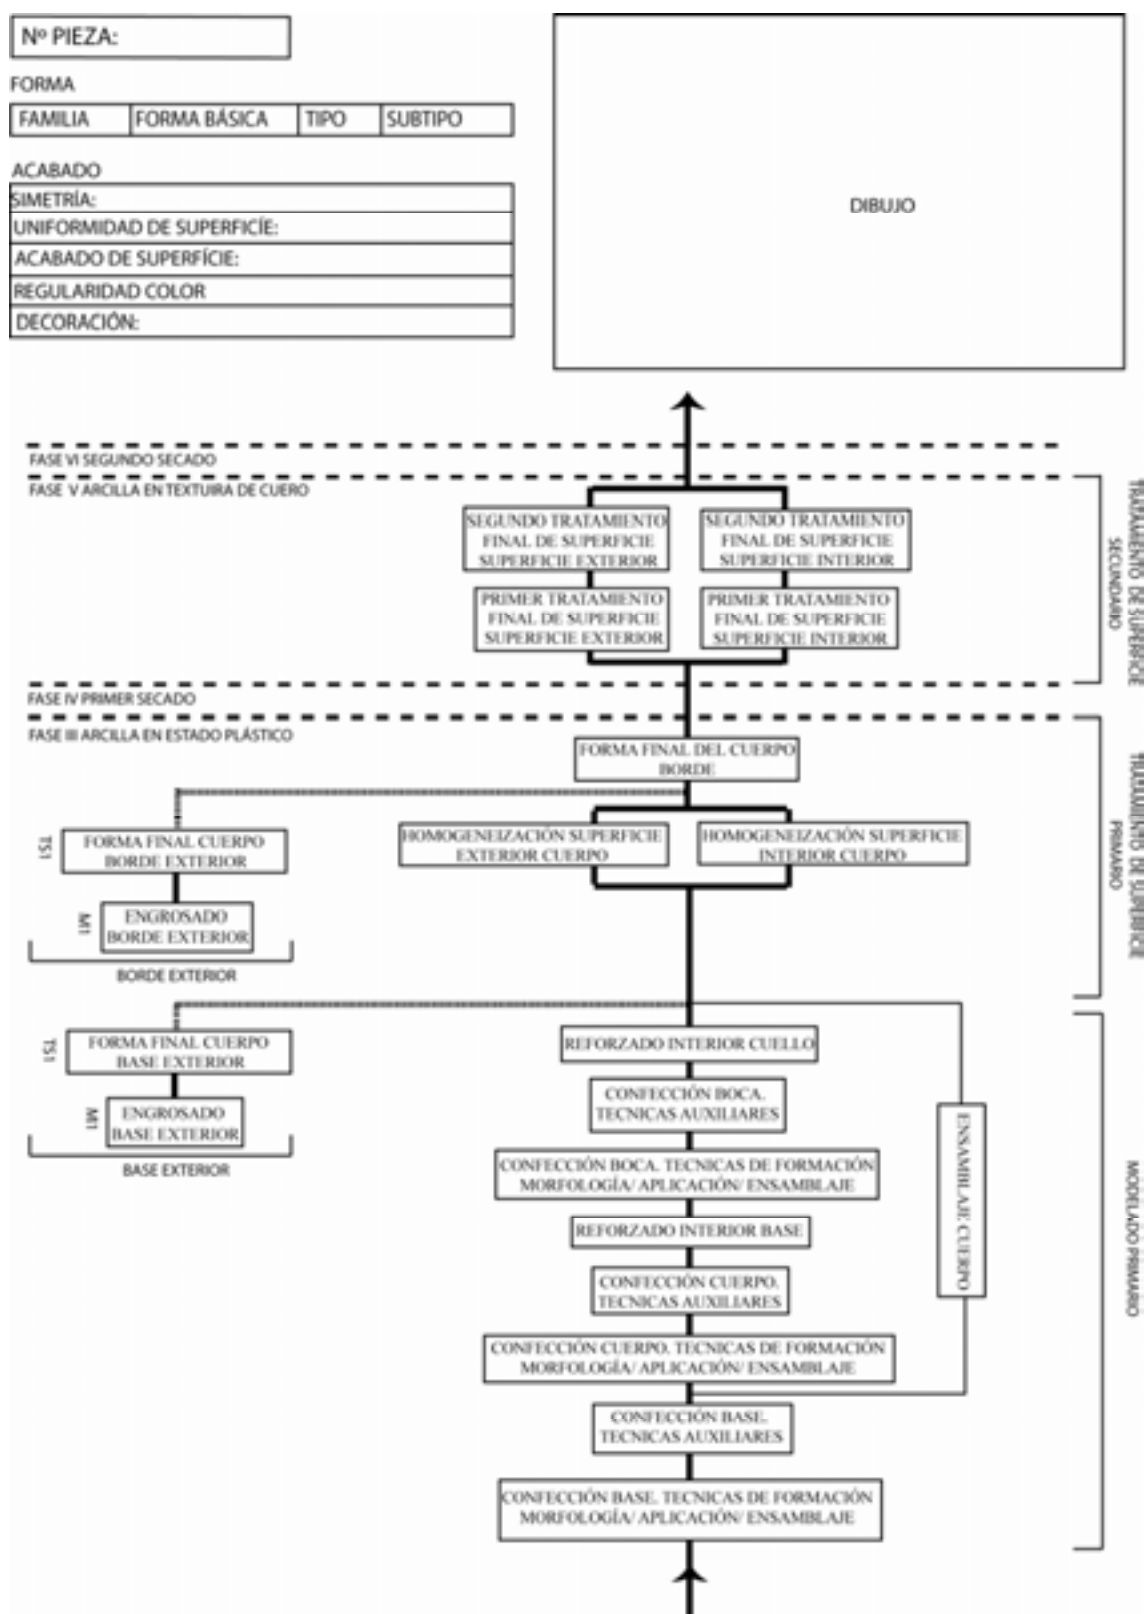 Nº PIEZA:
FORMA
FAMILIA FORMA BÁSICA TIPO SUBTIPO
ACABADO
SIMETRÍA:
UNIFORMIDAD DE SUPERFICÍE:
ACABADO DE SUPERFÍCIE:
REGULARIDAD COLOR
DECORACIÓN:
DIBUJO
FASE VI SEGUNDO SECADO
FASE V ARCILLA EN TEXTUIRA DE CUERO
SEGUNDO TRATAMIENTO
FINAL DE SUPERFICIE
SUPERFICIE EXTERIOR
SEGUNDO TRATAMIENTO
FINAL DE SUPERFICIE
SUPERFICIE INTERIOR
PRIMER TRATAMIENTO
FINAL DE SUPERFICIE
SUPERFICIE EXTERIOR
PRIMER TRATAMIENTO
FINAL DE SUPERFICIE
SUPERFICIE INTERIOR
TRATAMIENTO DE SUPERFICIE
SECUNDARIO
FASE IV PRIMER SECADO
FASE III ARCILLA EN ESTADO PLÁSTICO
FORMA FINAL DEL CUERPO
BORDE
HOMOGENEIZACIÓN SUPERFICIE
EXTERIOR CUERPO
HOMOGENEIZACIÓN SUPERFICIE
INTERIOR CUERPO
TRATAMIENTO DE SUPERFICIE
PRIMARIO
TS1
FORMA FINAL CUERPO
BORDE EXTERIOR
M1
ENGROSADO
BORDE EXTERIOR
BORDE EXTERIOR
TS1
FORMA FINAL CUERPO
BASE EXTERIOR
M1
ENGROSADO
BASE EXTERIOR
BASE EXTERIOR
REFORZADO INTERIOR CUELLO
CONFECCIÓN BOCA.
TECNICAS AUXILIARES
CONFECCIÓN BOCA. TECNICAS DE FORMACIÓN
MORFOLOGÍA/ APLICACIÓN/ ENSAMBLAJE
REFORZADO INTERIOR BASE
CONFECCIÓN CUERPO.
TECNICAS AUXILIARES
CONFECCIÓN CUERPO. TECNICAS DE FORMACIÓN
MORFOLOGÍA/ APLICACIÓN/ ENSAMBLAJE
ENSAMBLAJE CUERPO
CONFECCIÓN BASE.
TECNICAS AUXILIARES
CONFECCIÓN BASE. TECNICAS DE FORMACIÓN
MORFOLOGÍA/ APLICACIÓN/ ENSAMBLAJE
MODELADO PRIMARIO